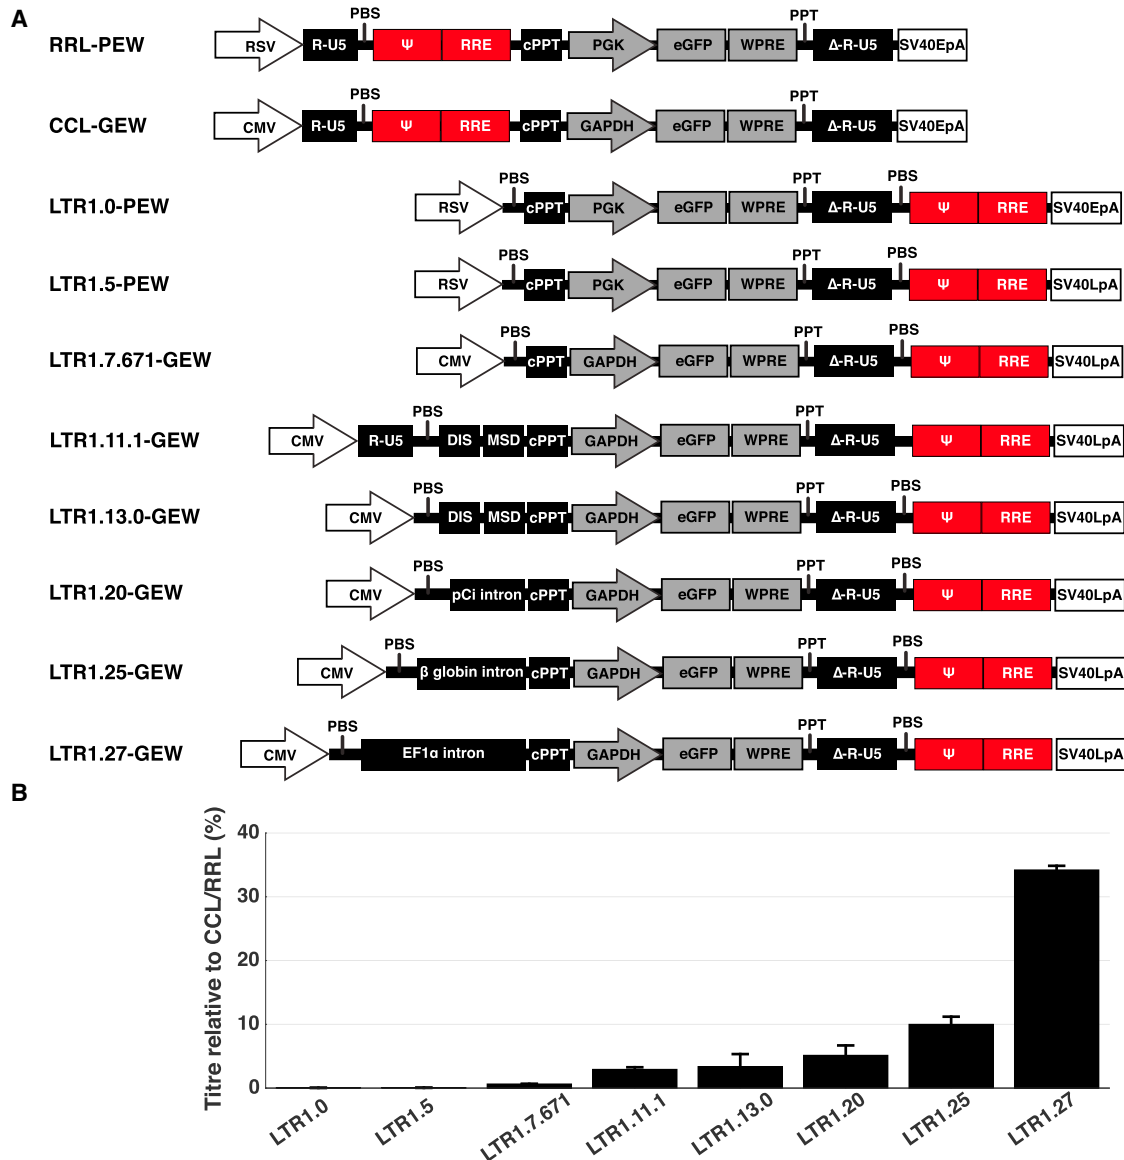 A
PBS PPT
RRL-PEW RSV R-U5 Ψ RRE cPPT PGK eGFP WPRE Δ-R-U5 SV40EpA
PBS PPT
CCL-GEW CMV R-U5 Ψ RRE cPPT GAPDH eGFP WPRE Δ-R-U5 SV40EpA
PBS PPT PBS
LTR1.0-PEW RSV cPPT PGK eGFP WPRE Δ-R-U5 Ψ RRE SV40EpA
PBS PPT PBS
LTR1.5-PEW RSV cPPT PGK eGFP WPRE Δ-R-U5 Ψ RRE SV40LpA
PBS PPT PBS
LTR1.7.671-GEW CMV cPPT GAPDH eGFP WPRE Δ-R-U5 Ψ RRE SV40LpA
PBS PPT
LTR1.11.1-GEW CMV R-U5 DIS MSD cPPT GAPDH eGFP WPRE Δ-R-U5 Ψ RRE SV40LpA
PBS PPT PBS
LTR1.13.0-GEW CMV DIS MSD cPPT GAPDH eGFP WPRE Δ-R-U5 Ψ RRE SV40LpA
PBS PPT PBS
LTR1.20-GEW CMV pCi intron cPPT GAPDH eGFP WPRE Δ-R-U5 Ψ RRE SV40LpA
PBS PPT PBS
LTR1.25-GEW CMV β globin intron cPPT GAPDH eGFP WPRE Δ-R-U5 Ψ RRE SV40LpA
PBS PPT PBS
LTR1.27-GEW CMV EF1α intron cPPT GAPDH eGFP WPRE Δ-R-U5 Ψ RRE SV40LpA
B
Titre relative to CCL/RRL (%)
40
30
20
10
0
LTR1.0 LTR1.5 LTR1.7.671 LTR1.11.1 LTR1.13.0 LTR1.20 LTR1.25 LTR1.27